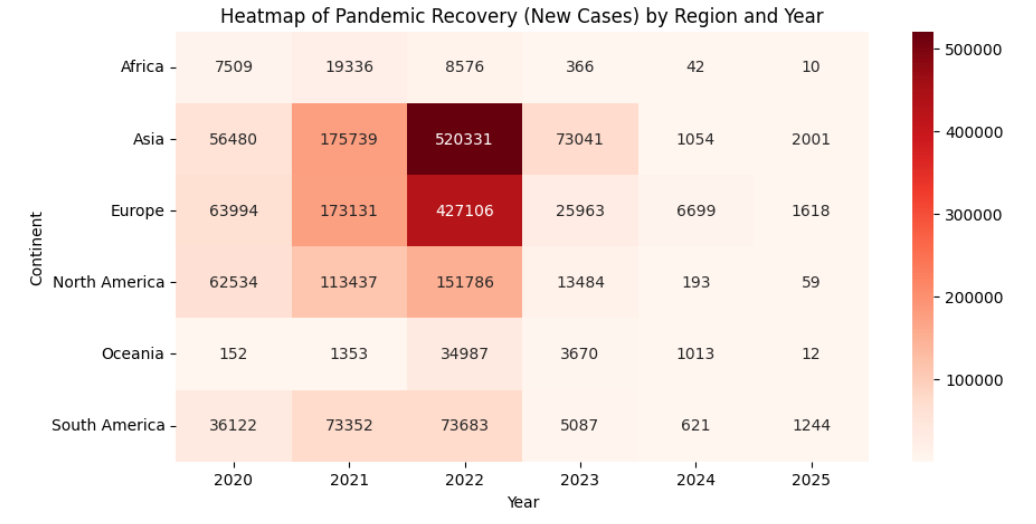 Heatmap of Pandemic Recovery (New Cases) by Region and Year
Continent
Africa 7509 19336 8576 366 42 10
Asia 56480 175739 520331 73041 1054 2001
Europe 63994 173131 427106 25963 6699 1618
North America 62534 113437 151786 13484 193 59
Oceania 152 1353 34987 3670 1013 12
South America 36122 73352 73683 5087 621 1244
2020 2021 2022 2023 2024 2025
Year
500000
400000
300000
200000
100000